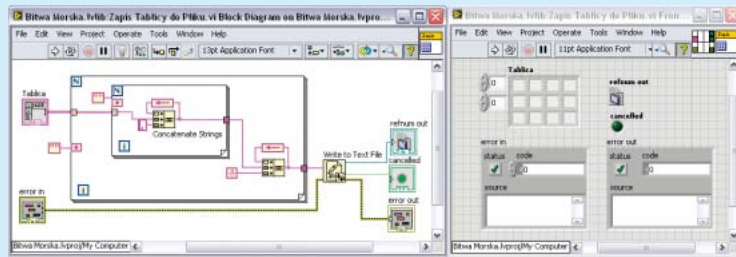 Bitwa Morska.lvlib:Zapis Tablicy do Pliku.vi Block Diagram on Bitwa Morska.lvpro...
File Edit View Project Operate Tools Window Help
13pt Application Font
Zapis
Tablica
N
N
Concatenate Strings
i
i
Write to Text File
refnum out
cancelled
error in
error out
Bitwa Morska.lvproj/My Computer
Bitwa Morska.lvlib:Zapis Tablicy do Pliku.vi Fron
File Edit View Project Operate Tools Window Help
11pt Application Font
Zapis
Tablica
0
0
refnum out
cancelled
error in
status code
0
source
error out
status code
0
source
Bitwa Morska.lvproj/My Computer